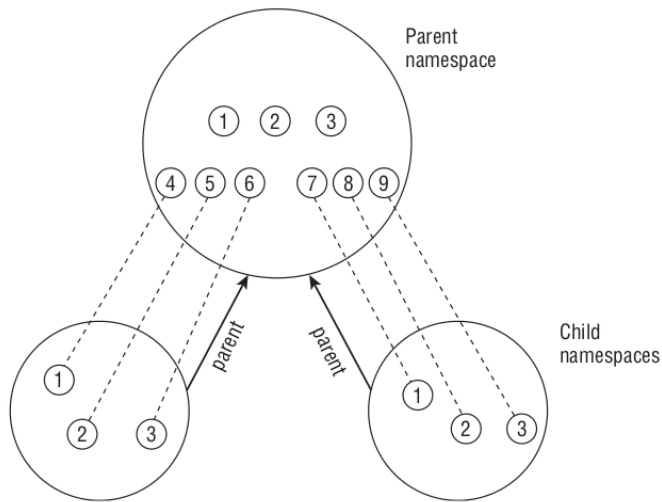 Parent
namespace
1 2 3
4 5 6 7 8 9
parent
parent
Child
namespaces
1
2 3
1
2 3